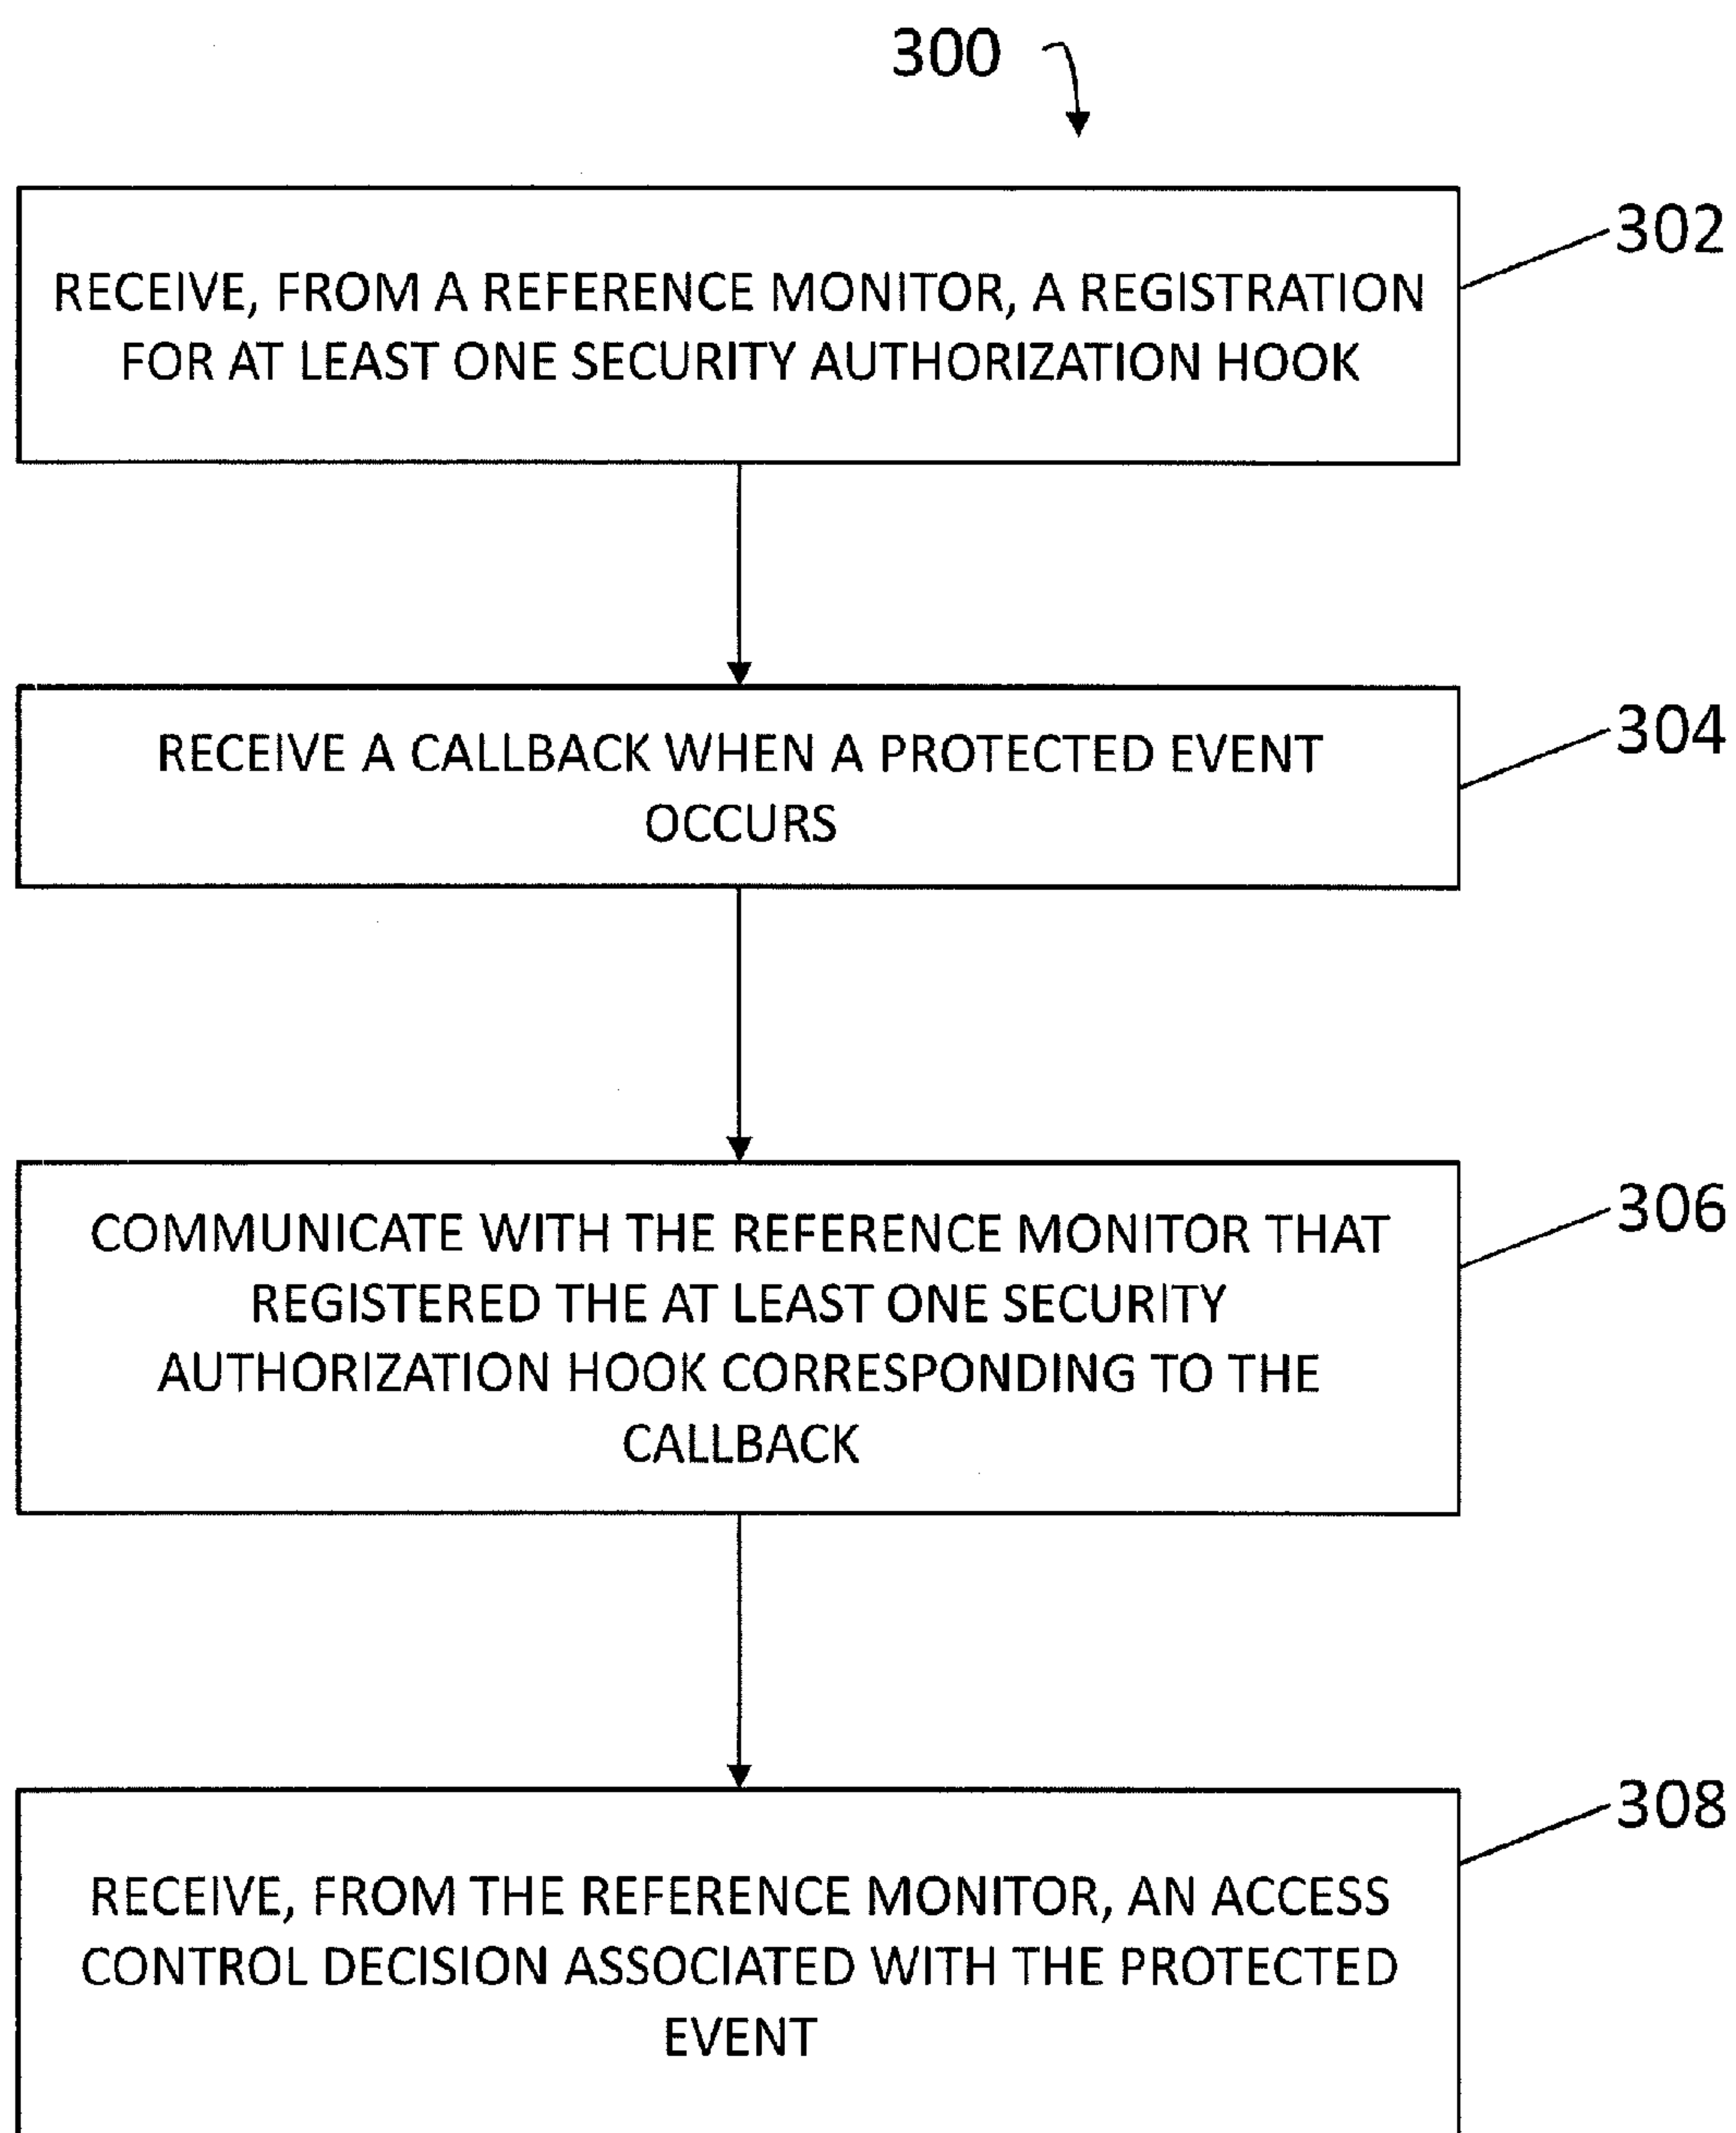 300
302
RECEIVE, FROM A REFERENCE MONITOR, A REGISTRATION
FOR AT LEAST ONE SECURITY AUTHORIZATION HOOK
304
RECEIVE A CALLBACK WHEN A PROTECTED EVENT
OCCURS
306
COMMUNICATE WITH THE REFERENCE MONITOR THAT
REGISTERED THE AT LEAST ONE SECURITY
AUTHORIZATION HOOK CORRESPONDING TO THE
CALLBACK
308
RECEIVE, FROM THE REFERENCE MONITOR, AN ACCESS
CONTROL DECISION ASSOCIATED WITH THE PROTECTED
EVENT